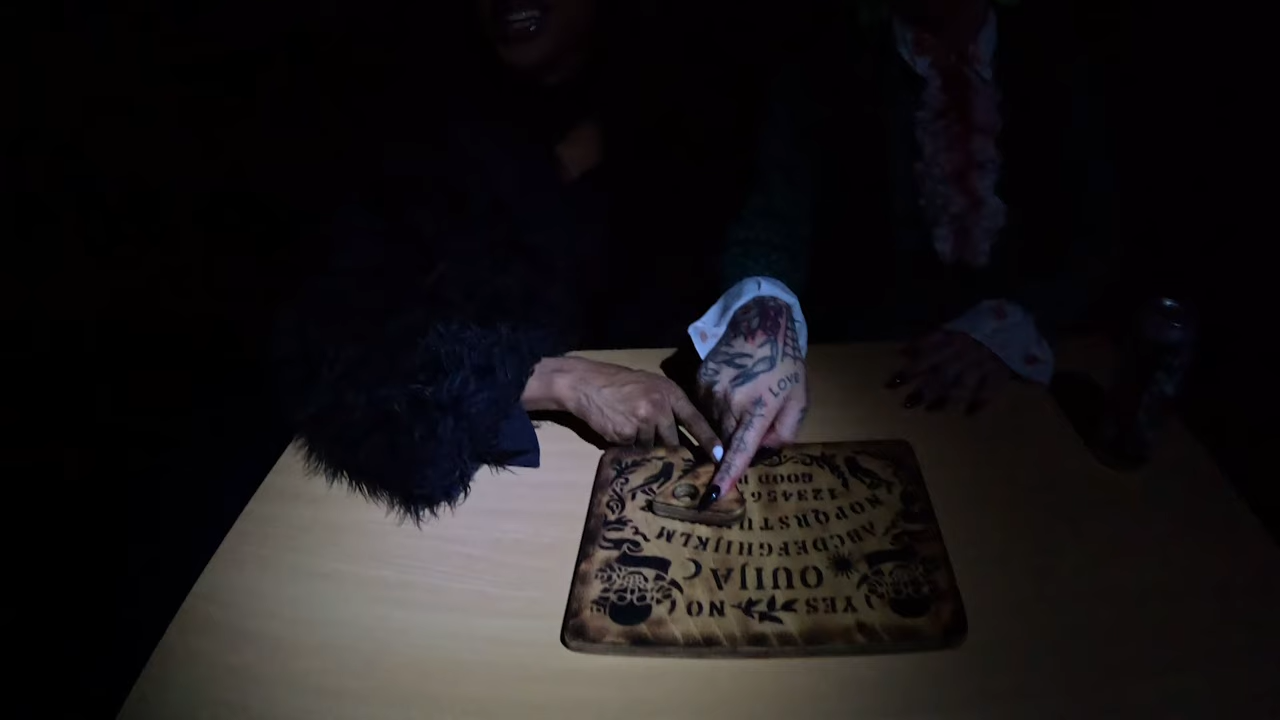 LOVE
YES NO
OUIJA
ABCDEFGHIJKLM
NOPQRSTU
123456
GOOD